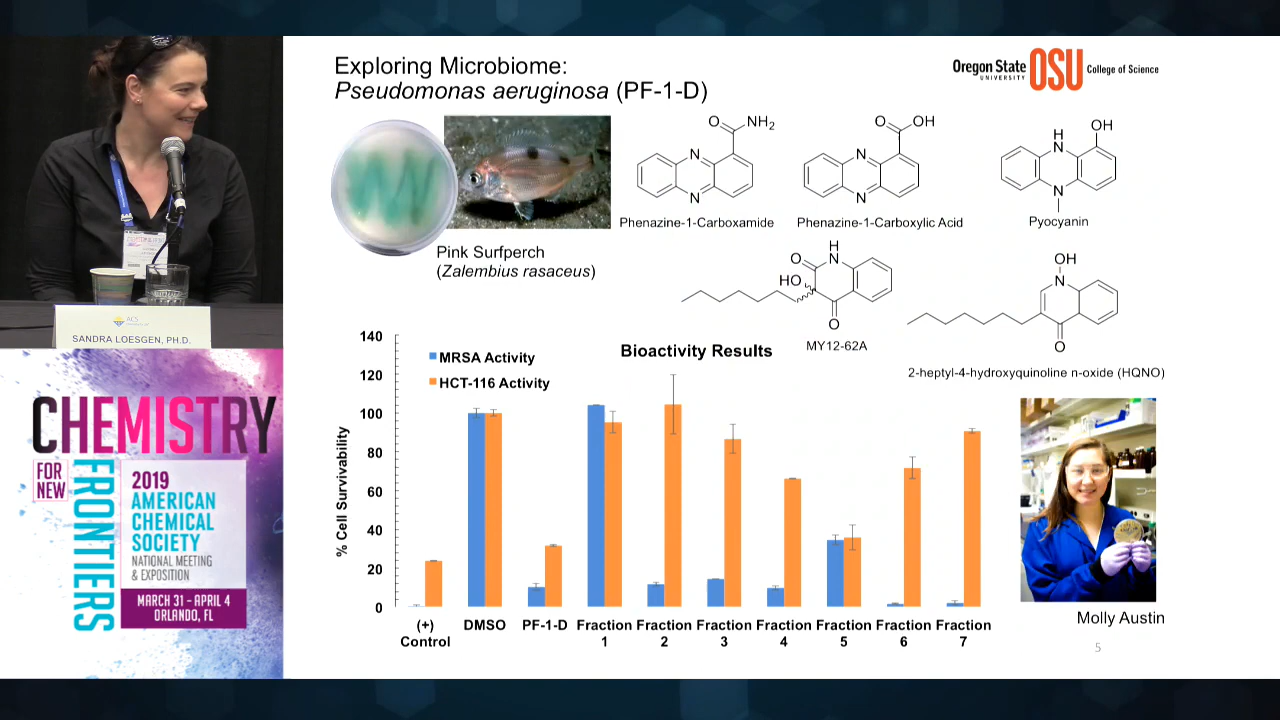 Exploring Microbiome:
Pseudomonas aeruginosa (PF-1-D)
Oregon State
UNIVERSITY
OSU
College of Science
Pink Surfperch
(Zalembius rasaceus)
O
NH2
N
N
Phenazine-1-Carboxamide
O
OH
N
N
Phenazine-1-Carboxylic Acid
H
N
OH
N
Pyocyanin
H
N
O
HO
O
MY12-62A
OH
N
O
2-heptyl-4-hydroxyquinoline n-oxide (HQNO)
Bioactivity Results
MRSA Activity
HCT-116 Activity
% Cell Survivability
140
120
100
80
60
40
20
0
(+)
Control
DMSO
PF-1-D
Fraction
1
Fraction
2
Fraction
3
Fraction
4
Fraction
5
Fraction
6
Fraction
7
Molly Austin
5
ACS
SANDRA LOESGEN, PH.D.
CHEMISTRY
FOR
NEW
FRONTIERS
2019
AMERICAN
CHEMICAL
SOCIETY
NATIONAL MEETING
& EXPOSITION
MARCH 31 – APRIL 4
ORLANDO, FL